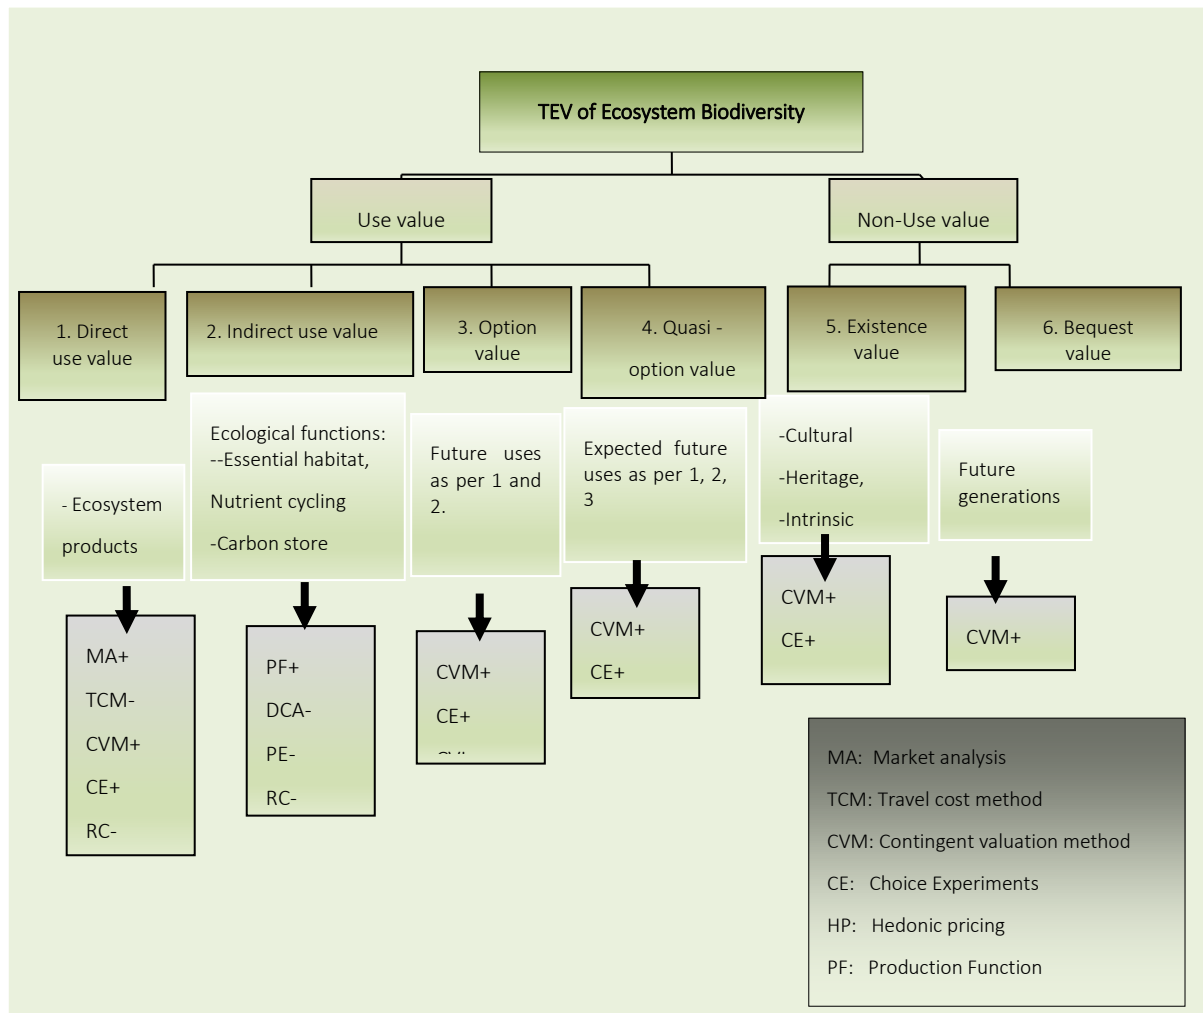 TEV of Ecosystem Biodiversity
Use value
Non-Use value
1. Direct
use value
2. Indirect use value
3. Option
value
4. Quasi -
option value
5. Existence
value
6. Bequest
value
- Ecosystem
products
Ecological functions:
--Essential habitat,
Nutrient cycling
-Carbon store
Future uses
as per 1 and
2.
Expected future
uses as per 1, 2,
3
-Cultural
-Heritage,
-Intrinsic
Future
generations
MA+
TCM-
CVM+
CE+
RC-
PF+
DCA-
PE-
RC-
CVM+
CE+
CVM+
CE+
CVM+
CE+
CVM+
MA: Market analysis
TCM: Travel cost method
CVM: Contingent valuation method
CE: Choice Experiments
HP: Hedonic pricing
PF: Production Function